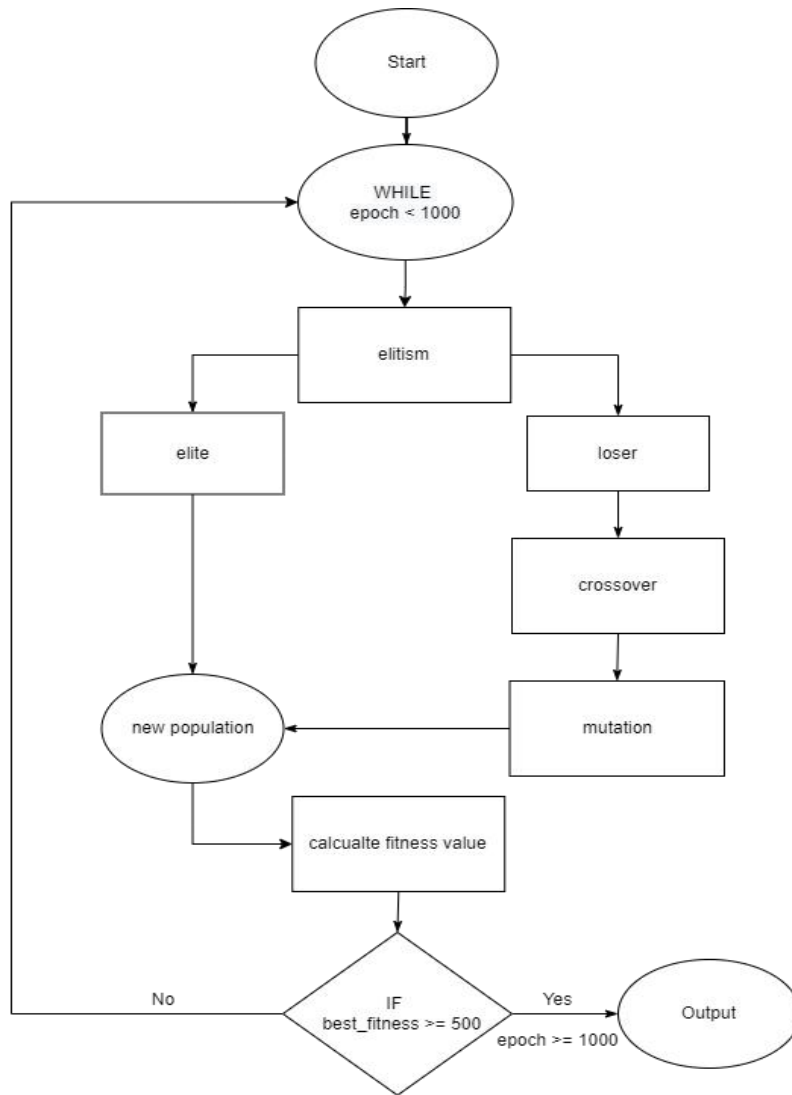 Start
WHILE
epoch < 1000
elitism
elite
loser
crossover
new population
mutation
calcualte fitness value
No
IF
best_fitness >= 500
Yes
epoch >= 1000
Output